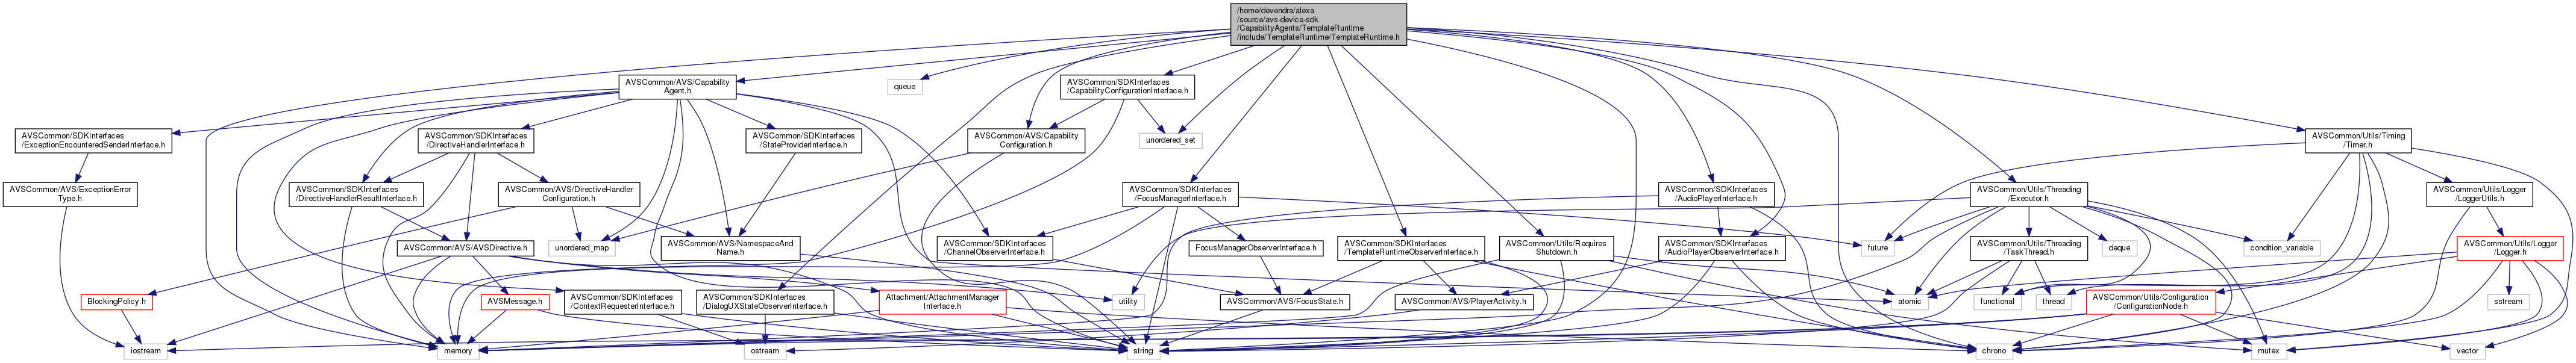 /home/devendra/alexa
/source/avs-device-sdk
/CapabilityAgents/TemplateRuntime
/include/TemplateRuntime/TemplateRuntime.h
AVSCommon/AVS/Capability
Agent.h
queue
AVSCommon/SDKInterfaces
/CapabilityConfigurationInterface.h
AVSCommon/SDKInterfaces
/ExceptionEncounteredSenderInterface.h
AVSCommon/SDKInterfaces
/DirectiveHandlerInterface.h
AVSCommon/SDKInterfaces
/StateProviderInterface.h
AVSCommon/AVS/Capability
Configuration.h
unordered_set
AVSCommon/Utils/Timing
/Timer.h
AVSCommon/AVS/ExceptionError
Type.h
AVSCommon/SDKInterfaces
/DirectiveHandlerResultInterface.h
AVSCommon/AVS/DirectiveHandler
Configuration.h
AVSCommon/SDKInterfaces
/FocusManagerInterface.h
AVSCommon/SDKInterfaces
/AudioPlayerInterface.h
AVSCommon/Utils/Threading
/Executor.h
AVSCommon/Utils/Logger
/LoggerUtils.h
AVSCommon/AVS/AVSDirective.h
unordered_map
AVSCommon/AVS/NamespaceAnd
Name.h
AVSCommon/SDKInterfaces
/ChannelObserverInterface.h
FocusManagerObserverInterface.h
AVSCommon/SDKInterfaces
/TemplateRuntimeObserverInterface.h
AVSCommon/Utils/Requires
Shutdown.h
AVSCommon/SDKInterfaces
/AudioPlayerObserverInterface.h
future
AVSCommon/Utils/Threading
/TaskThread.h
deque
condition_variable
AVSCommon/Utils/Logger
/Logger.h
BlockingPolicy.h
AVSMessage.h
AVSCommon/SDKInterfaces
/ContextRequesterInterface.h
AVSCommon/SDKInterfaces
/DialogUXStateObserverInterface.h
Attachment/AttachmentManager
Interface.h
utility
AVSCommon/AVS/FocusState.h
AVSCommon/AVS/PlayerActivity.h
atomic
functional
thread
AVSCommon/Utils/Configuration
/ConfigurationNode.h
sstream
iostream
memory
ostream
string
chrono
mutex
vector